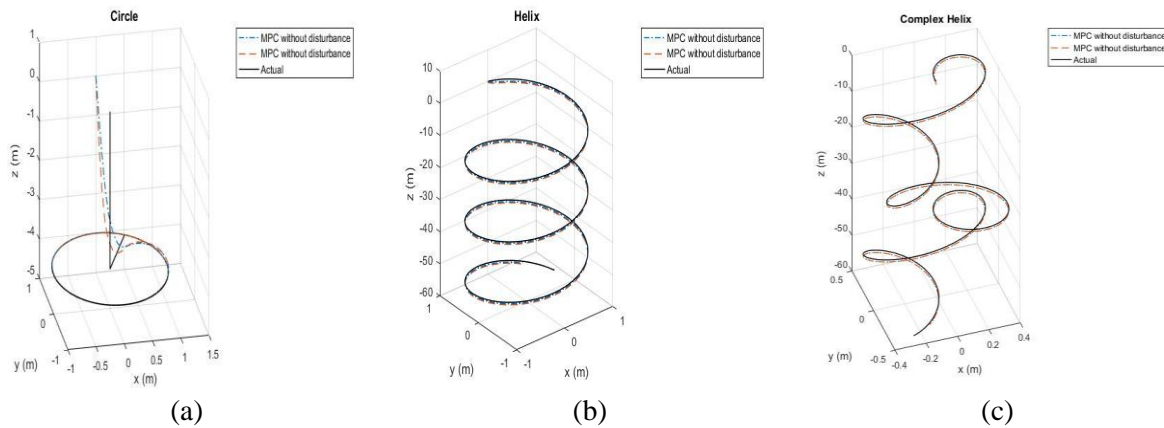 Circle
MPC without disturbance
MPC without disturbance
Actual
1
0
-1
-2
-3
-4
-5
z (m)
1
0
-1
y (m)
-1
-0.5
0
0.5
1
1.5
x (m)
(a)
Helix
MPC without disturbance
MPC without disturbance
Actual
10
0
-10
-20
-30
-40
-50
-60
z (m)
1
0
-1
y (m)
-1
0
1
x (m)
(b)
Complex Helix
MPC without disturbance
MPC without disturbance
Actual
0
-10
-20
-30
-40
-50
-60
z (m)
0.5
0
-0.5
y (m)
-0.4
-0.2
0
0.2
0.4
x (m)
(c)